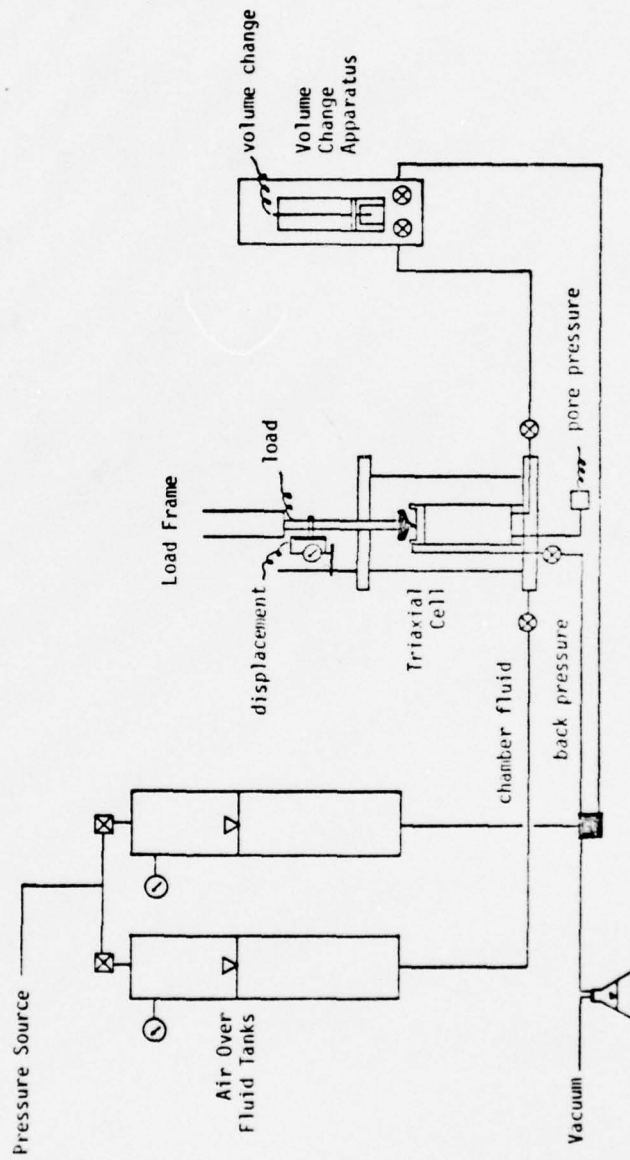 Pressure Source
Air Over
Fluid Tanks
Vacuum
Load Frame
displacement
load
Triaxial
Cell
chamber fluid
back pressure
pore pressure
volume change
Volume
Change
Apparatus